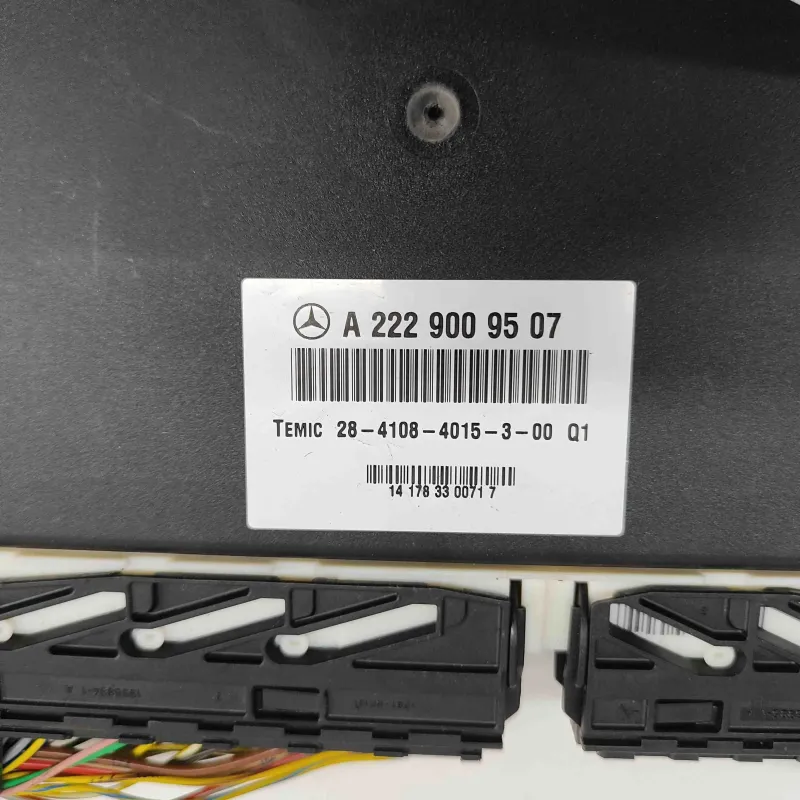 A 222 900 95 07
TEMIC 28-4108-4015-3-00 Q1
14 178 33 0071 7